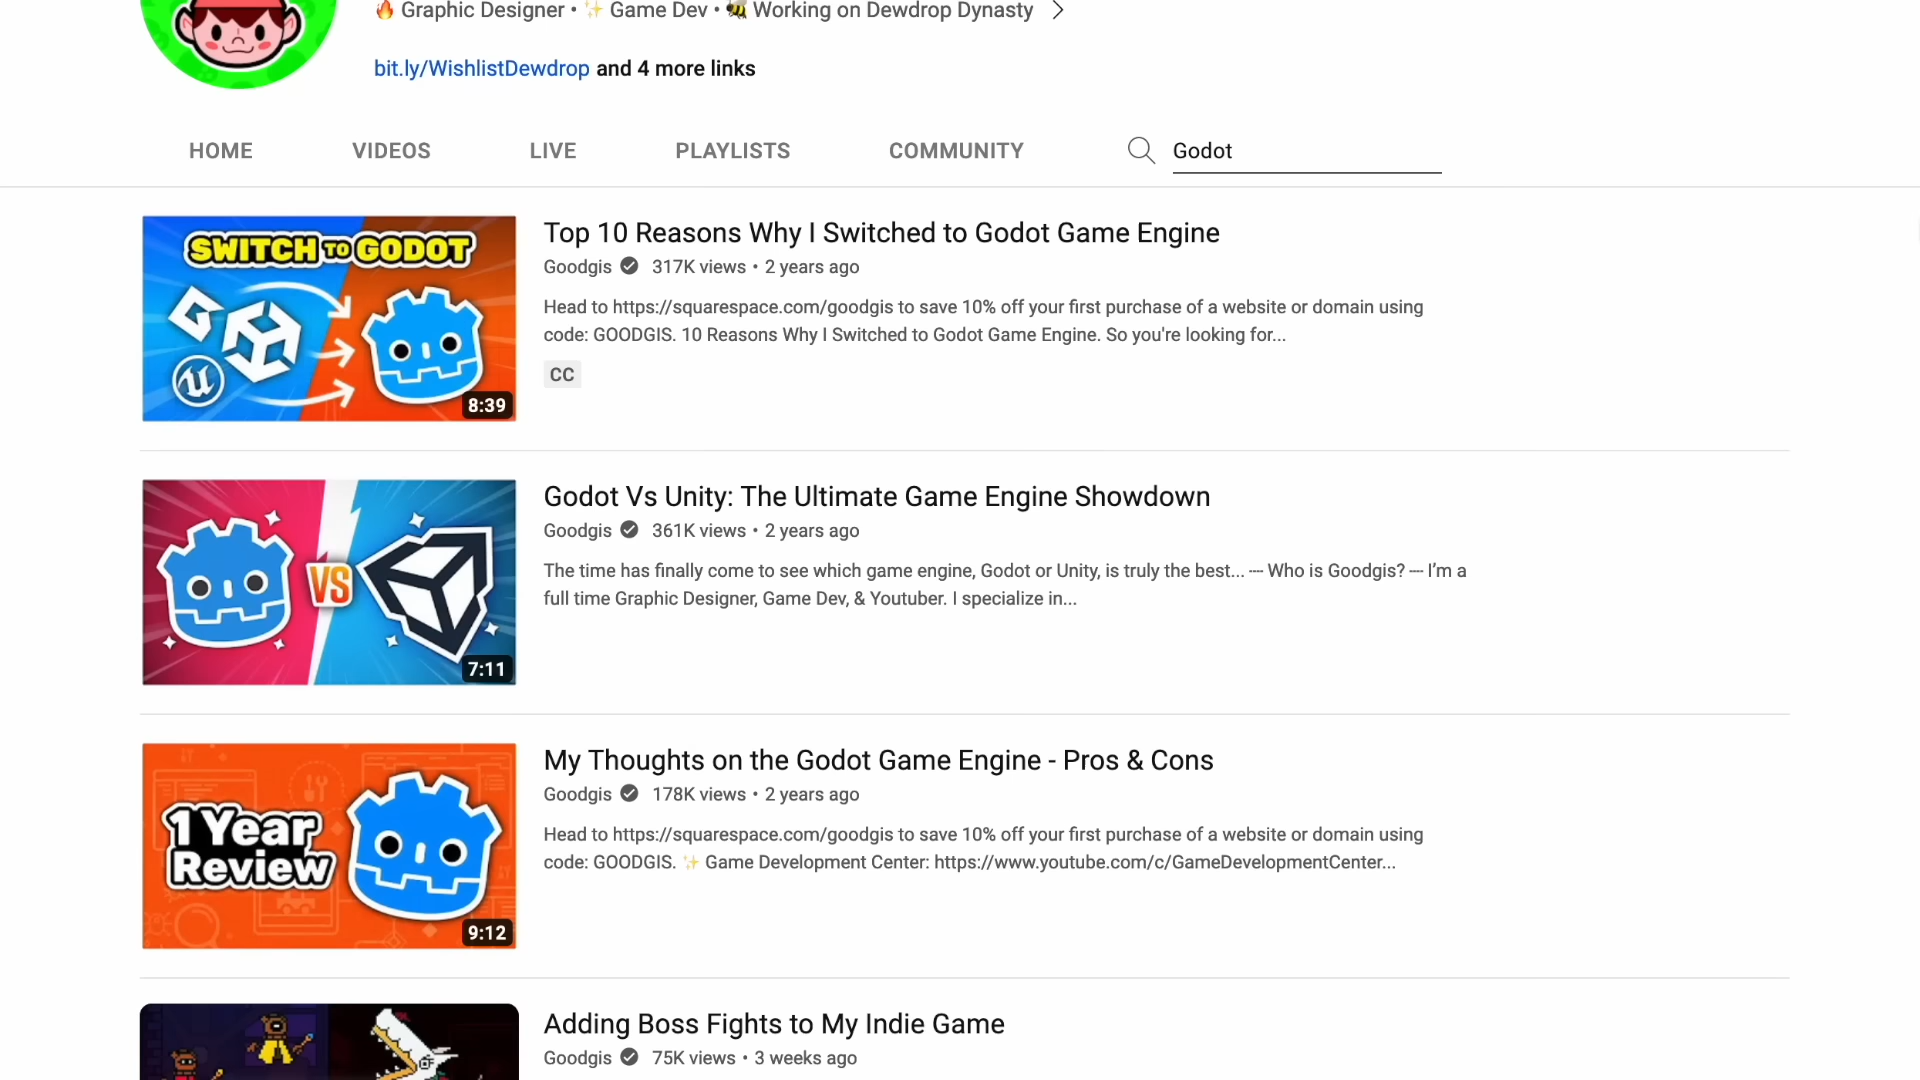 🔥 Graphic Designer • ✨ Game Dev • 🐝 Working on Dewdrop Dynasty
bit.ly/WishlistDewdrop and 4 more links
HOME VIDEOS LIVE PLAYLISTS COMMUNITY Godot
SWITCH TO GODOT
8:39
Top 10 Reasons Why I Switched to Godot Game Engine
Goodgis 317K views • 2 years ago
Head to https://squarespace.com/goodgis to save 10% off your first purchase of a website or domain using
code: GOODGIS. 10 Reasons Why I Switched to Godot Game Engine. So you're looking for...
CC
VS
7:11
Godot Vs Unity: The Ultimate Game Engine Showdown
Goodgis 361K views • 2 years ago
The time has finally come to see which game engine, Godot or Unity, is truly the best... --- Who is Goodgis? --- I’m a
full time Graphic Designer, Game Dev, & Youtuber. I specialize in...
1 Year
Review
9:12
My Thoughts on the Godot Game Engine - Pros & Cons
Goodgis 178K views • 2 years ago
Head to https://squarespace.com/goodgis to save 10% off your first purchase of a website or domain using
code: GOODGIS. ✨ Game Development Center: https://www.youtube.com/c/GameDevelopmentCenter...
Adding Boss Fights to My Indie Game
Goodgis 75K views • 3 weeks ago